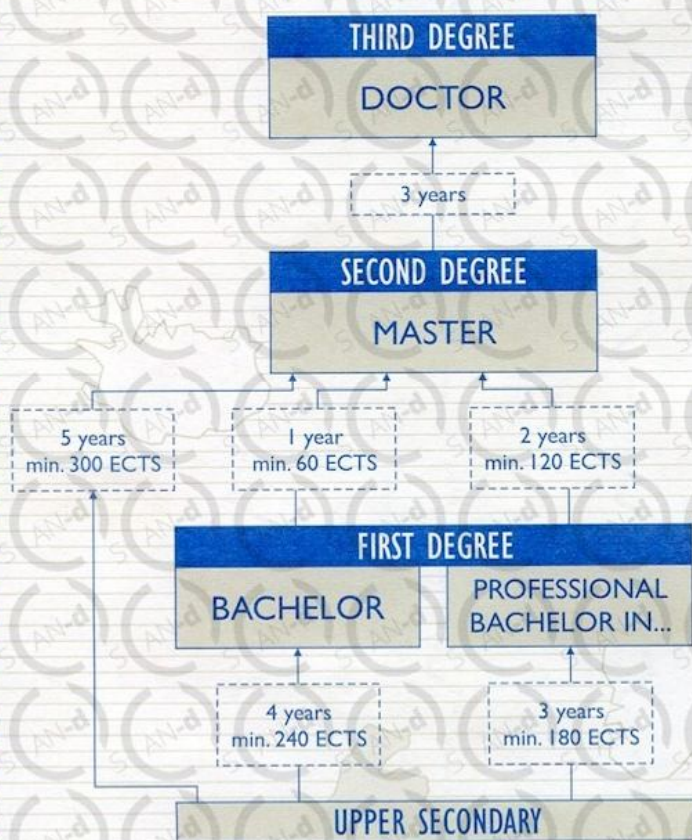 THIRD DEGREE
DOCTOR
3 years
SECOND DEGREE
MASTER
5 years
min. 300 ECTS
1 year
min. 60 ECTS
2 years
min. 120 ECTS
FIRST DEGREE
BACHELOR
PROFESSIONAL
BACHELOR IN...
4 years
min. 240 ECTS
3 years
min. 180 ECTS
UPPER SECONDARY